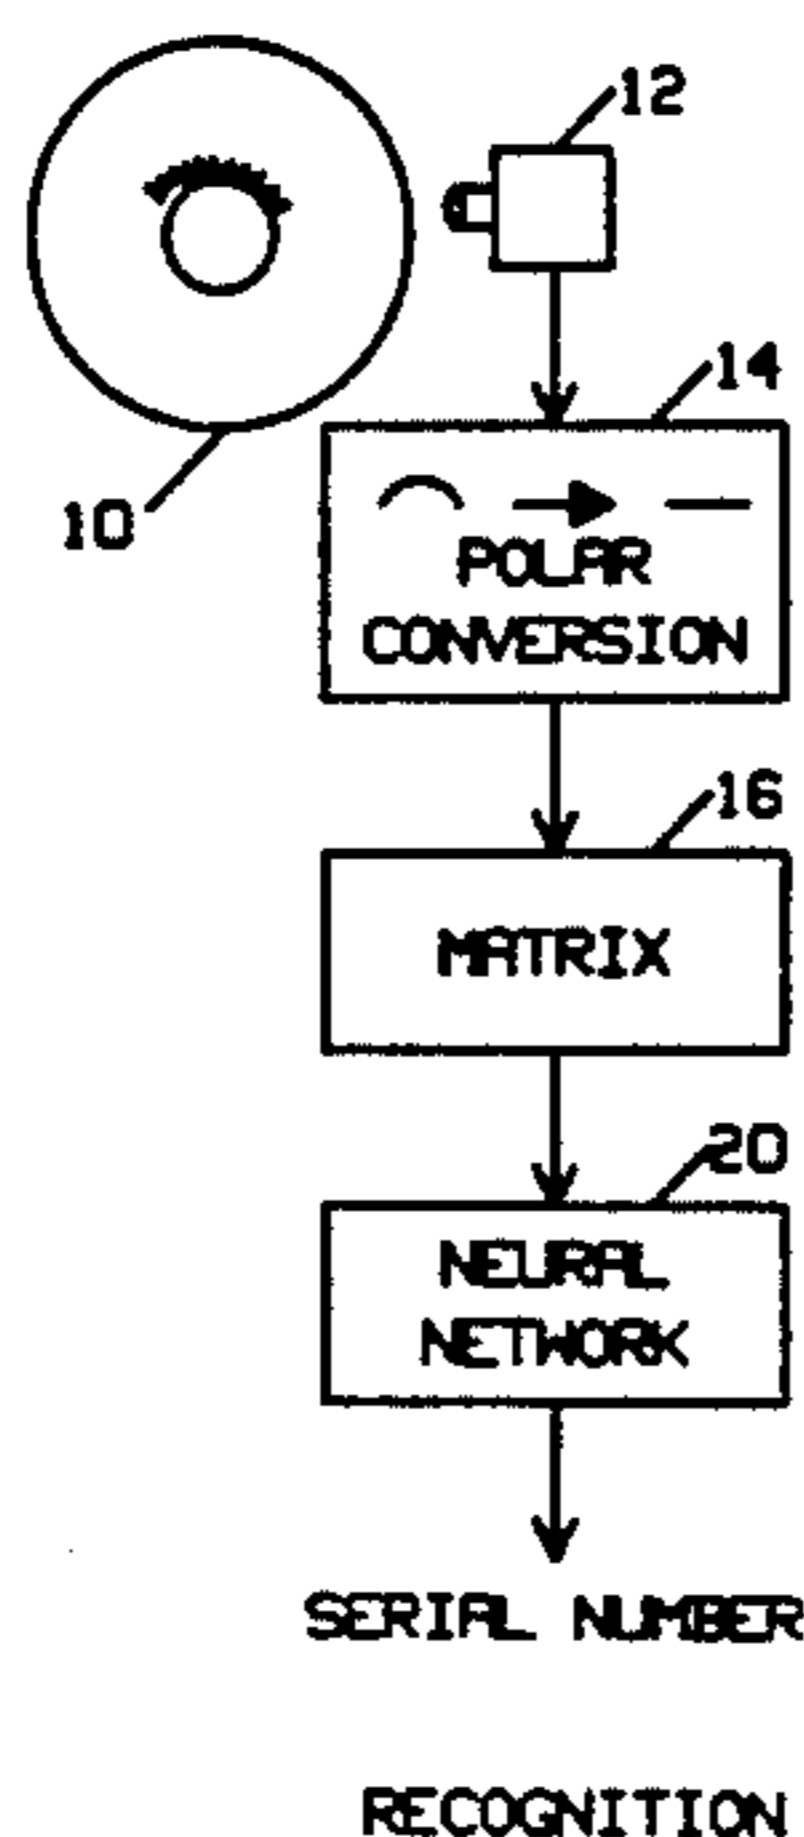 12
14
10
POLAR
CONVERSION
16
MATRIX
20
NEURAL
NETWORK
SERIAL NUMBER
RECOGNITION